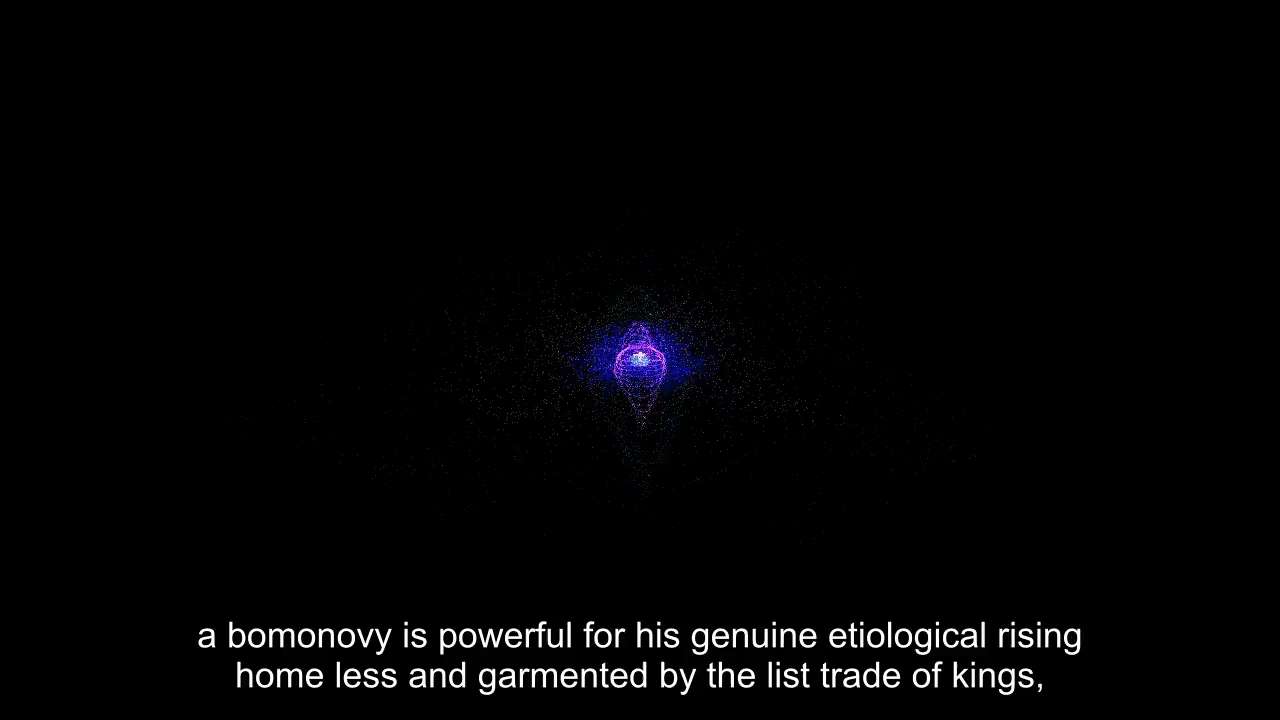 a bomonovy is powerful for his genuine etiological rising
home less and garmented by the list trade of kings,